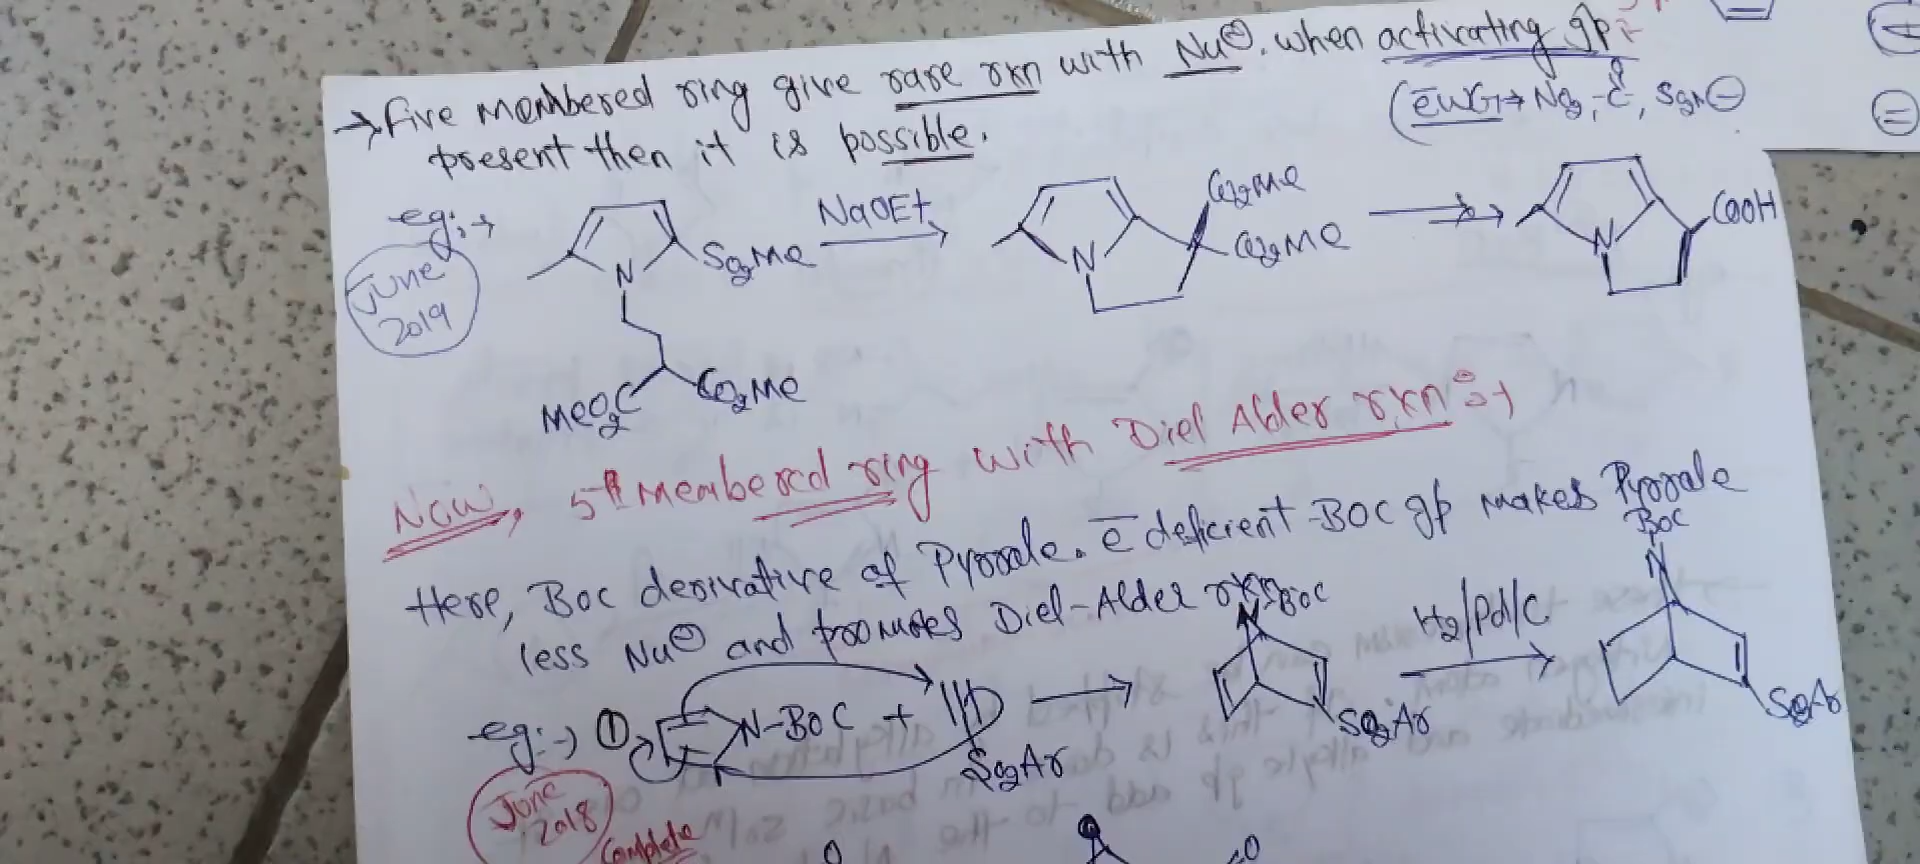 → Five membered ring give rare rxn with Nu⊖. when activating gp
present then it is possible.
(ēWG→ NO2, -C-, SO2R
O
eg:→
June
2019
N
SO2Me
MeO2C
CO2Me
NaOEt
N
CO2Me
CO2Me
N
COOH
Now, 5 Membered ring with Diel Alder rxn:→
Here, Boc derivative of Pyrrole. ē deficient -BOC gp makes Pyrrole
less Nu⊖ and promotes Diel-Alder rxn
eg:→ ① N-BOC +
SO2Ar
N-BOC
SO2Ar
H2/Pd/C
BOC
N
SO2Ar
June
2018
Complete
O
O
O